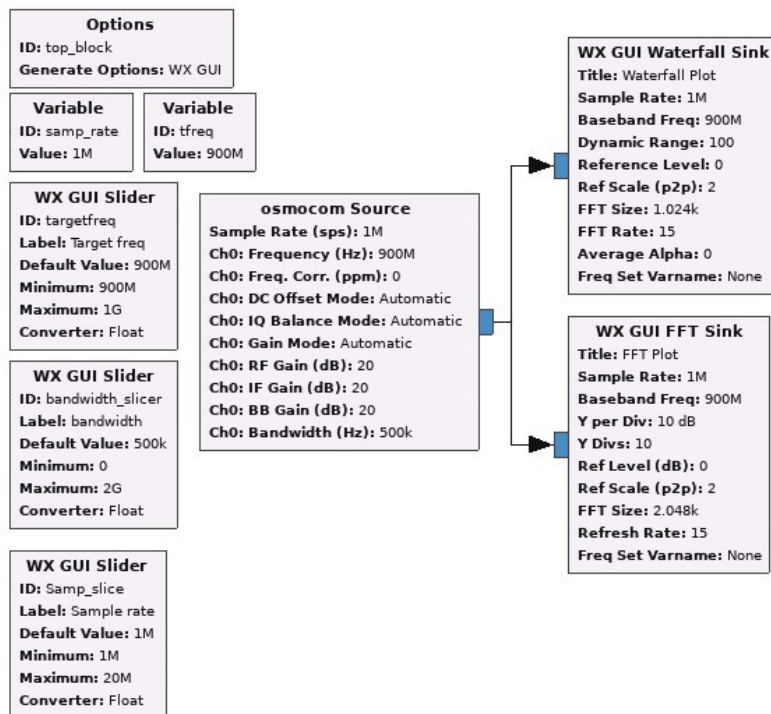 Options
ID: top_block
Generate Options: WX GUI
Variable
ID: samp_rate
Value: 1M
Variable
ID: tfreq
Value: 900M
WX GUI Slider
ID: targetfreq
Label: Target freq
Default Value: 900M
Minimum: 900M
Maximum: 1G
Converter: Float
WX GUI Slider
ID: bandwidth_slicer
Label: bandwidth
Default Value: 500k
Minimum: 0
Maximum: 2G
Converter: Float
WX GUI Slider
ID: Samp_slice
Label: Sample rate
Default Value: 1M
Minimum: 1M
Maximum: 20M
Converter: Float
osmocom Source
Sample Rate (sps): 1M
Ch0: Frequency (Hz): 900M
Ch0: Freq. Corr. (ppm): 0
Ch0: DC Offset Mode: Automatic
Ch0: IQ Balance Mode: Automatic
Ch0: Gain Mode: Automatic
Ch0: RF Gain (dB): 20
Ch0: IF Gain (dB): 20
Ch0: BB Gain (dB): 20
Ch0: Bandwidth (Hz): 500k
WX GUI Waterfall Sink
Title: Waterfall Plot
Sample Rate: 1M
Baseband Freq: 900M
Dynamic Range: 100
Reference Level: 0
Ref Scale (p2p): 2
FFT Size: 1.024k
FFT Rate: 15
Average Alpha: 0
Freq Set Varname: None
WX GUI FFT Sink
Title: FFT Plot
Sample Rate: 1M
Baseband Freq: 900M
Y per Div: 10 dB
Y Divs: 10
Ref Level (dB): 0
Ref Scale (p2p): 2
FFT Size: 2.048k
Refresh Rate: 15
Freq Set Varname: None